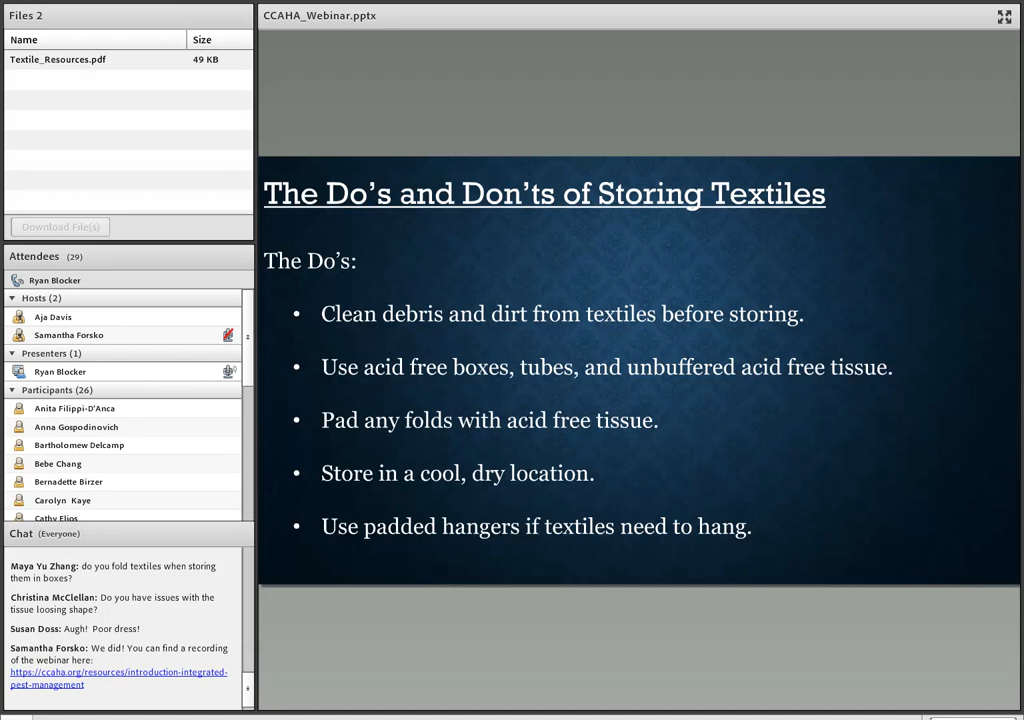 Files 2
Name Size
Textile_Resources.pdf 49 KB
Download File(s)
Attendees (29)
Ryan Blocker
Hosts (2)
Aja Davis
Samantha Forsko
Presenters (1)
Ryan Blocker
Participants (26)
Anita Filippi-D'Anca
Anna Gospodinovich
Bartholomew Delcamp
Bebe Chang
Bernadette Birzer
Carolyn Kaye
Cathy Elios
Chat (Everyone)
Maya Yu Zhang: do you fold textiles when storing
them in boxes?
Christina McClellan: Do you have issues with the
tissue loosing shape?
Susan Doss: Augh! Poor dress!
Samantha Forsko: We did! You can find a recording
of the webinar here:
https://ccaha.org/resources/introduction-integrated-
pest-management
CCAHA_Webinar.pptx
The Do's and Don'ts of Storing Textiles
The Do's:
• Clean debris and dirt from textiles before storing.
• Use acid free boxes, tubes, and unbuffered acid free tissue.
• Pad any folds with acid free tissue.
• Store in a cool, dry location.
• Use padded hangers if textiles need to hang.